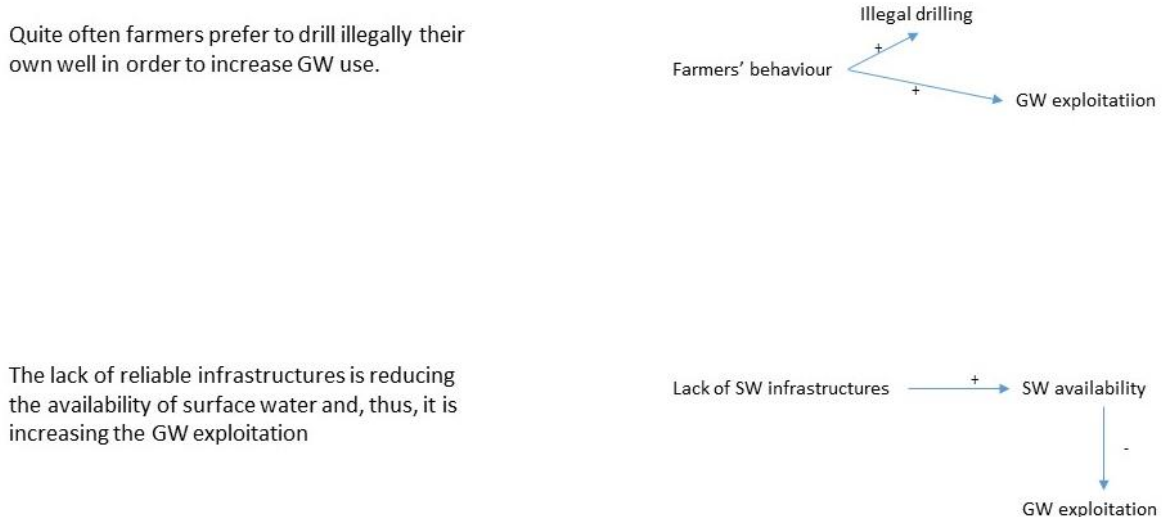 Quite often farmers prefer to drill illegally their
own well in order to increase GW use.
Illegal drilling
+
Farmers' behaviour
+
GW exploitatiion
The lack of reliable infrastructures is reducing
the availability of surface water and, thus, it is
increasing the GW exploitation
Lack of SW infrastructures
+
SW availability
-
GW exploitation